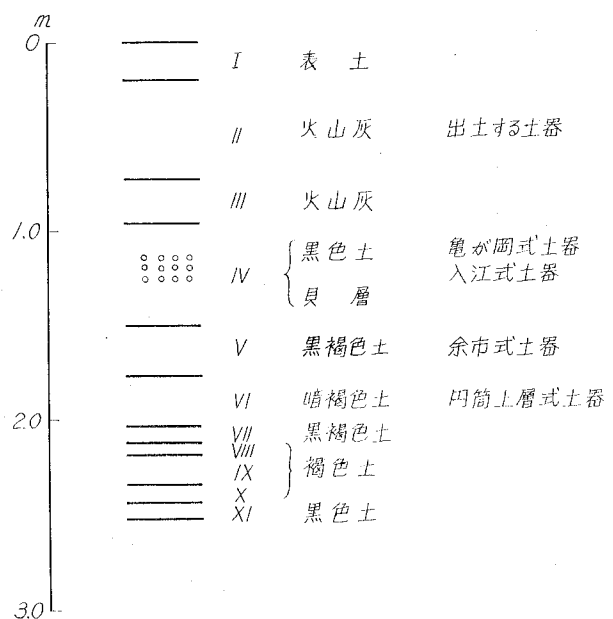 m
0
I 表土
II 火山灰 出土する土器
III 火山灰
1.0
黒色土 亀が岡式土器
IV 入江式土器
貝層
V 黒褐色土 余市式土器
VI 暗褐色土 円筒上層式土器
2.0
VII 黒褐色土
VIII
IX 褐色土
X
XI 黒色土
3.0